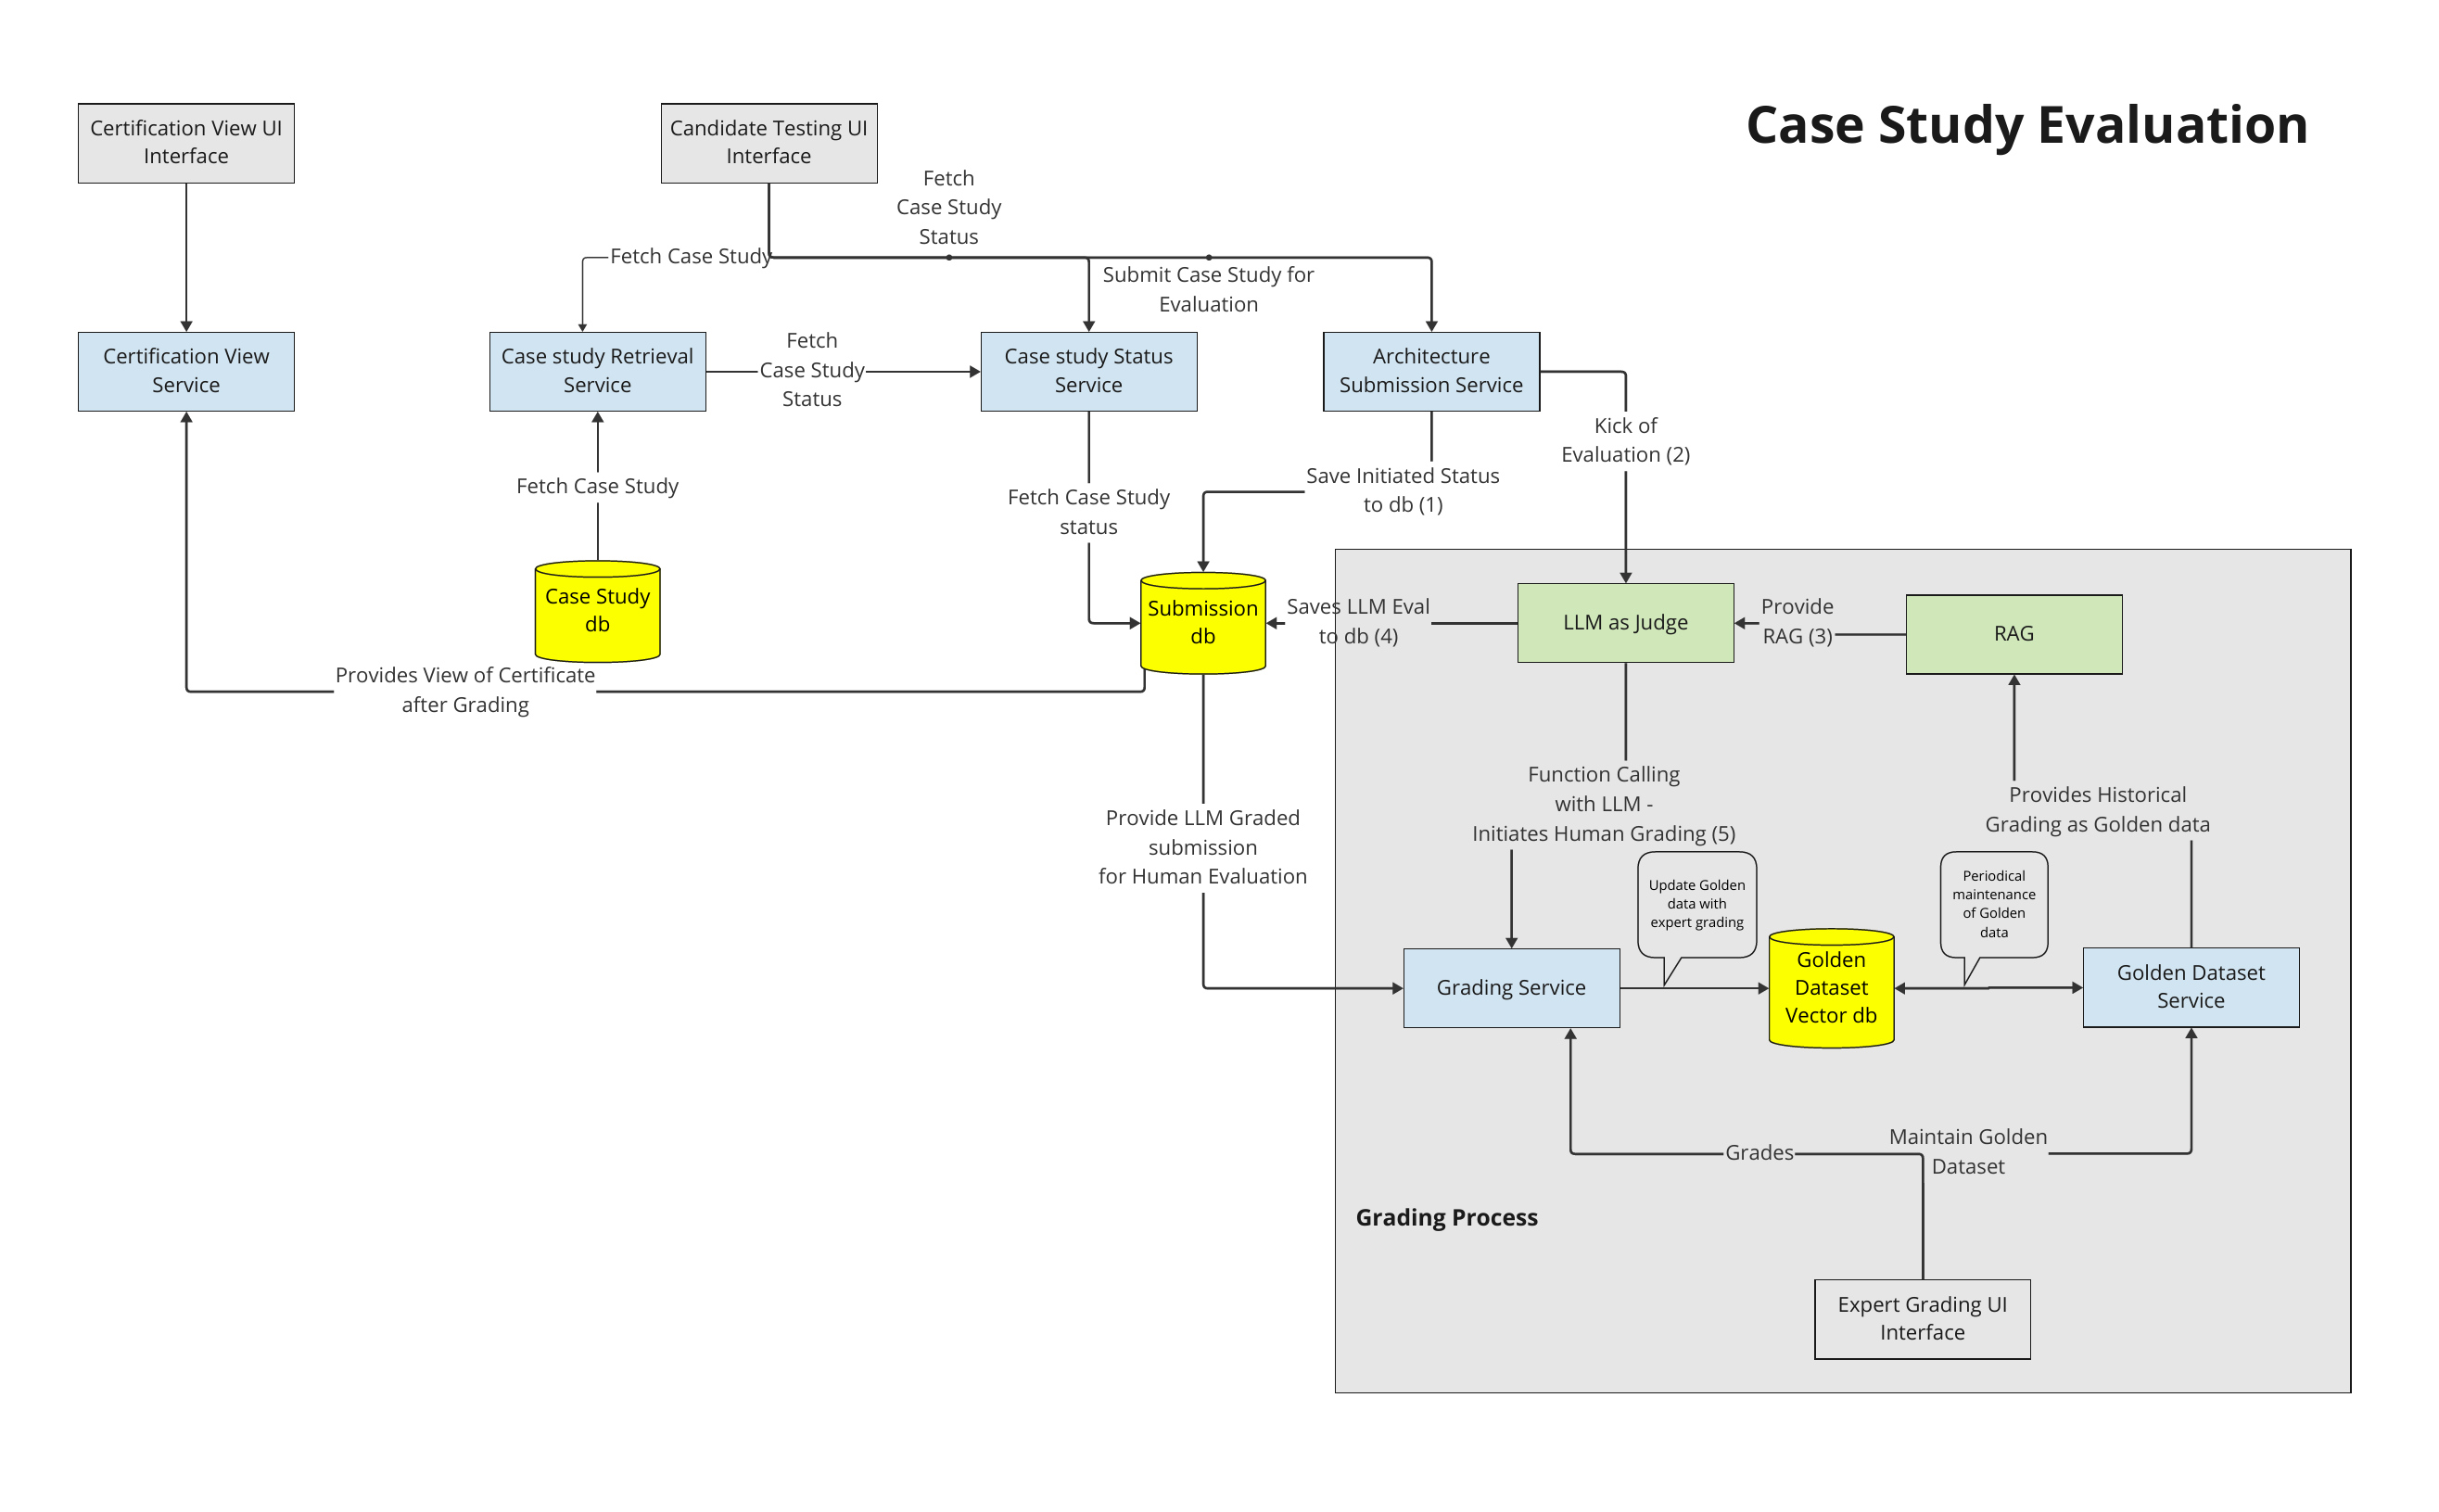 Case Study Evaluation
Certification View UI
Interface
Candidate Testing UI
Interface
Fetch
Case Study
Status
Fetch Case Study
Submit Case Study for
Evaluation
Certification View
Service
Case study Retrieval
Service
Fetch
Case Study
Status
Case study Status
Service
Architecture
Submission Service
Kick of
Evaluation (2)
Save Initiated Status
to db (1)
Fetch Case Study
Fetch Case Study
status
Case Study
db
Submission
db
Saves LLM Eval
to db (4)
LLM as Judge
Provide
RAG (3)
RAG
Provides View of Certificate
after Grading
Function Calling
with LLM -
Initiates Human Grading (5)
Provides Historical
Grading as Golden data
Provide LLM Graded
submission
for Human Evaluation
Update Golden
data with
expert grading
Periodical
maintenance
of Golden
data
Grading Service
Golden
Dataset
Vector db
Golden Dataset
Service
Grades
Maintain Golden
Dataset
Grading Process
Expert Grading UI
Interface